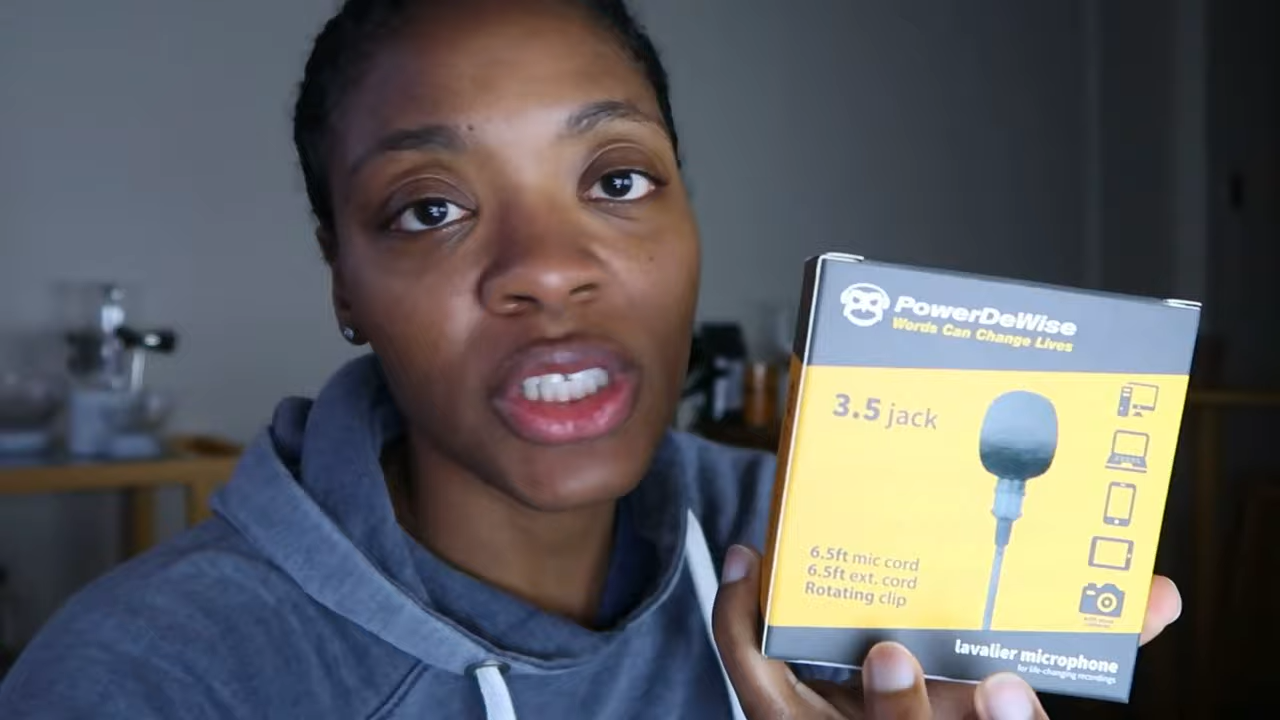 PowerDeWise
Words Can Change Lives
3.5 jack
6.5ft mic cord
6.5ft ext. cord
Rotating clip
lavalier microphone
for life-changing recordings